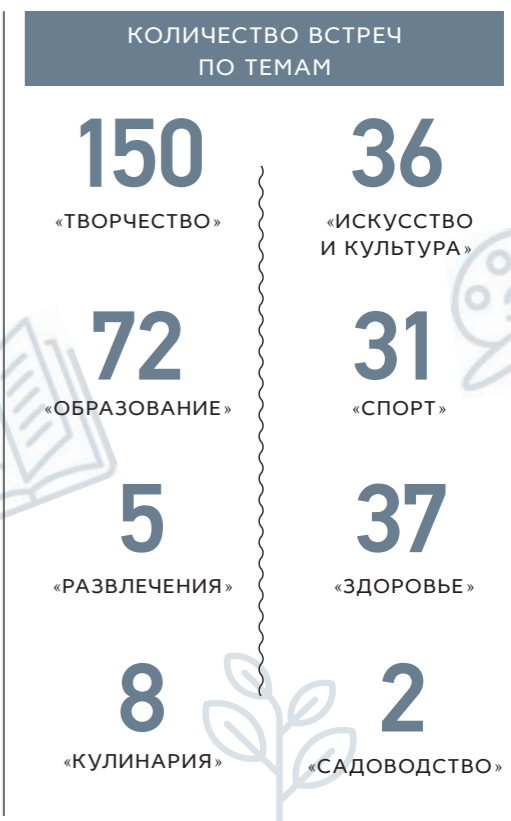 КОЛИЧЕСТВО ВСТРЕЧ
ПО ТЕМАМ
150
«ТВОРЧЕСТВО»
36
«ИСКУССТВО
И КУЛЬТУРА»
72
«ОБРАЗОВАНИЕ»
31
«СПОРТ»
5
«РАЗВЛЕЧЕНИЯ»
37
«ЗДОРОВЬЕ»
8
«КУЛИНАРИЯ»
2
«САДОВОДСТВО»